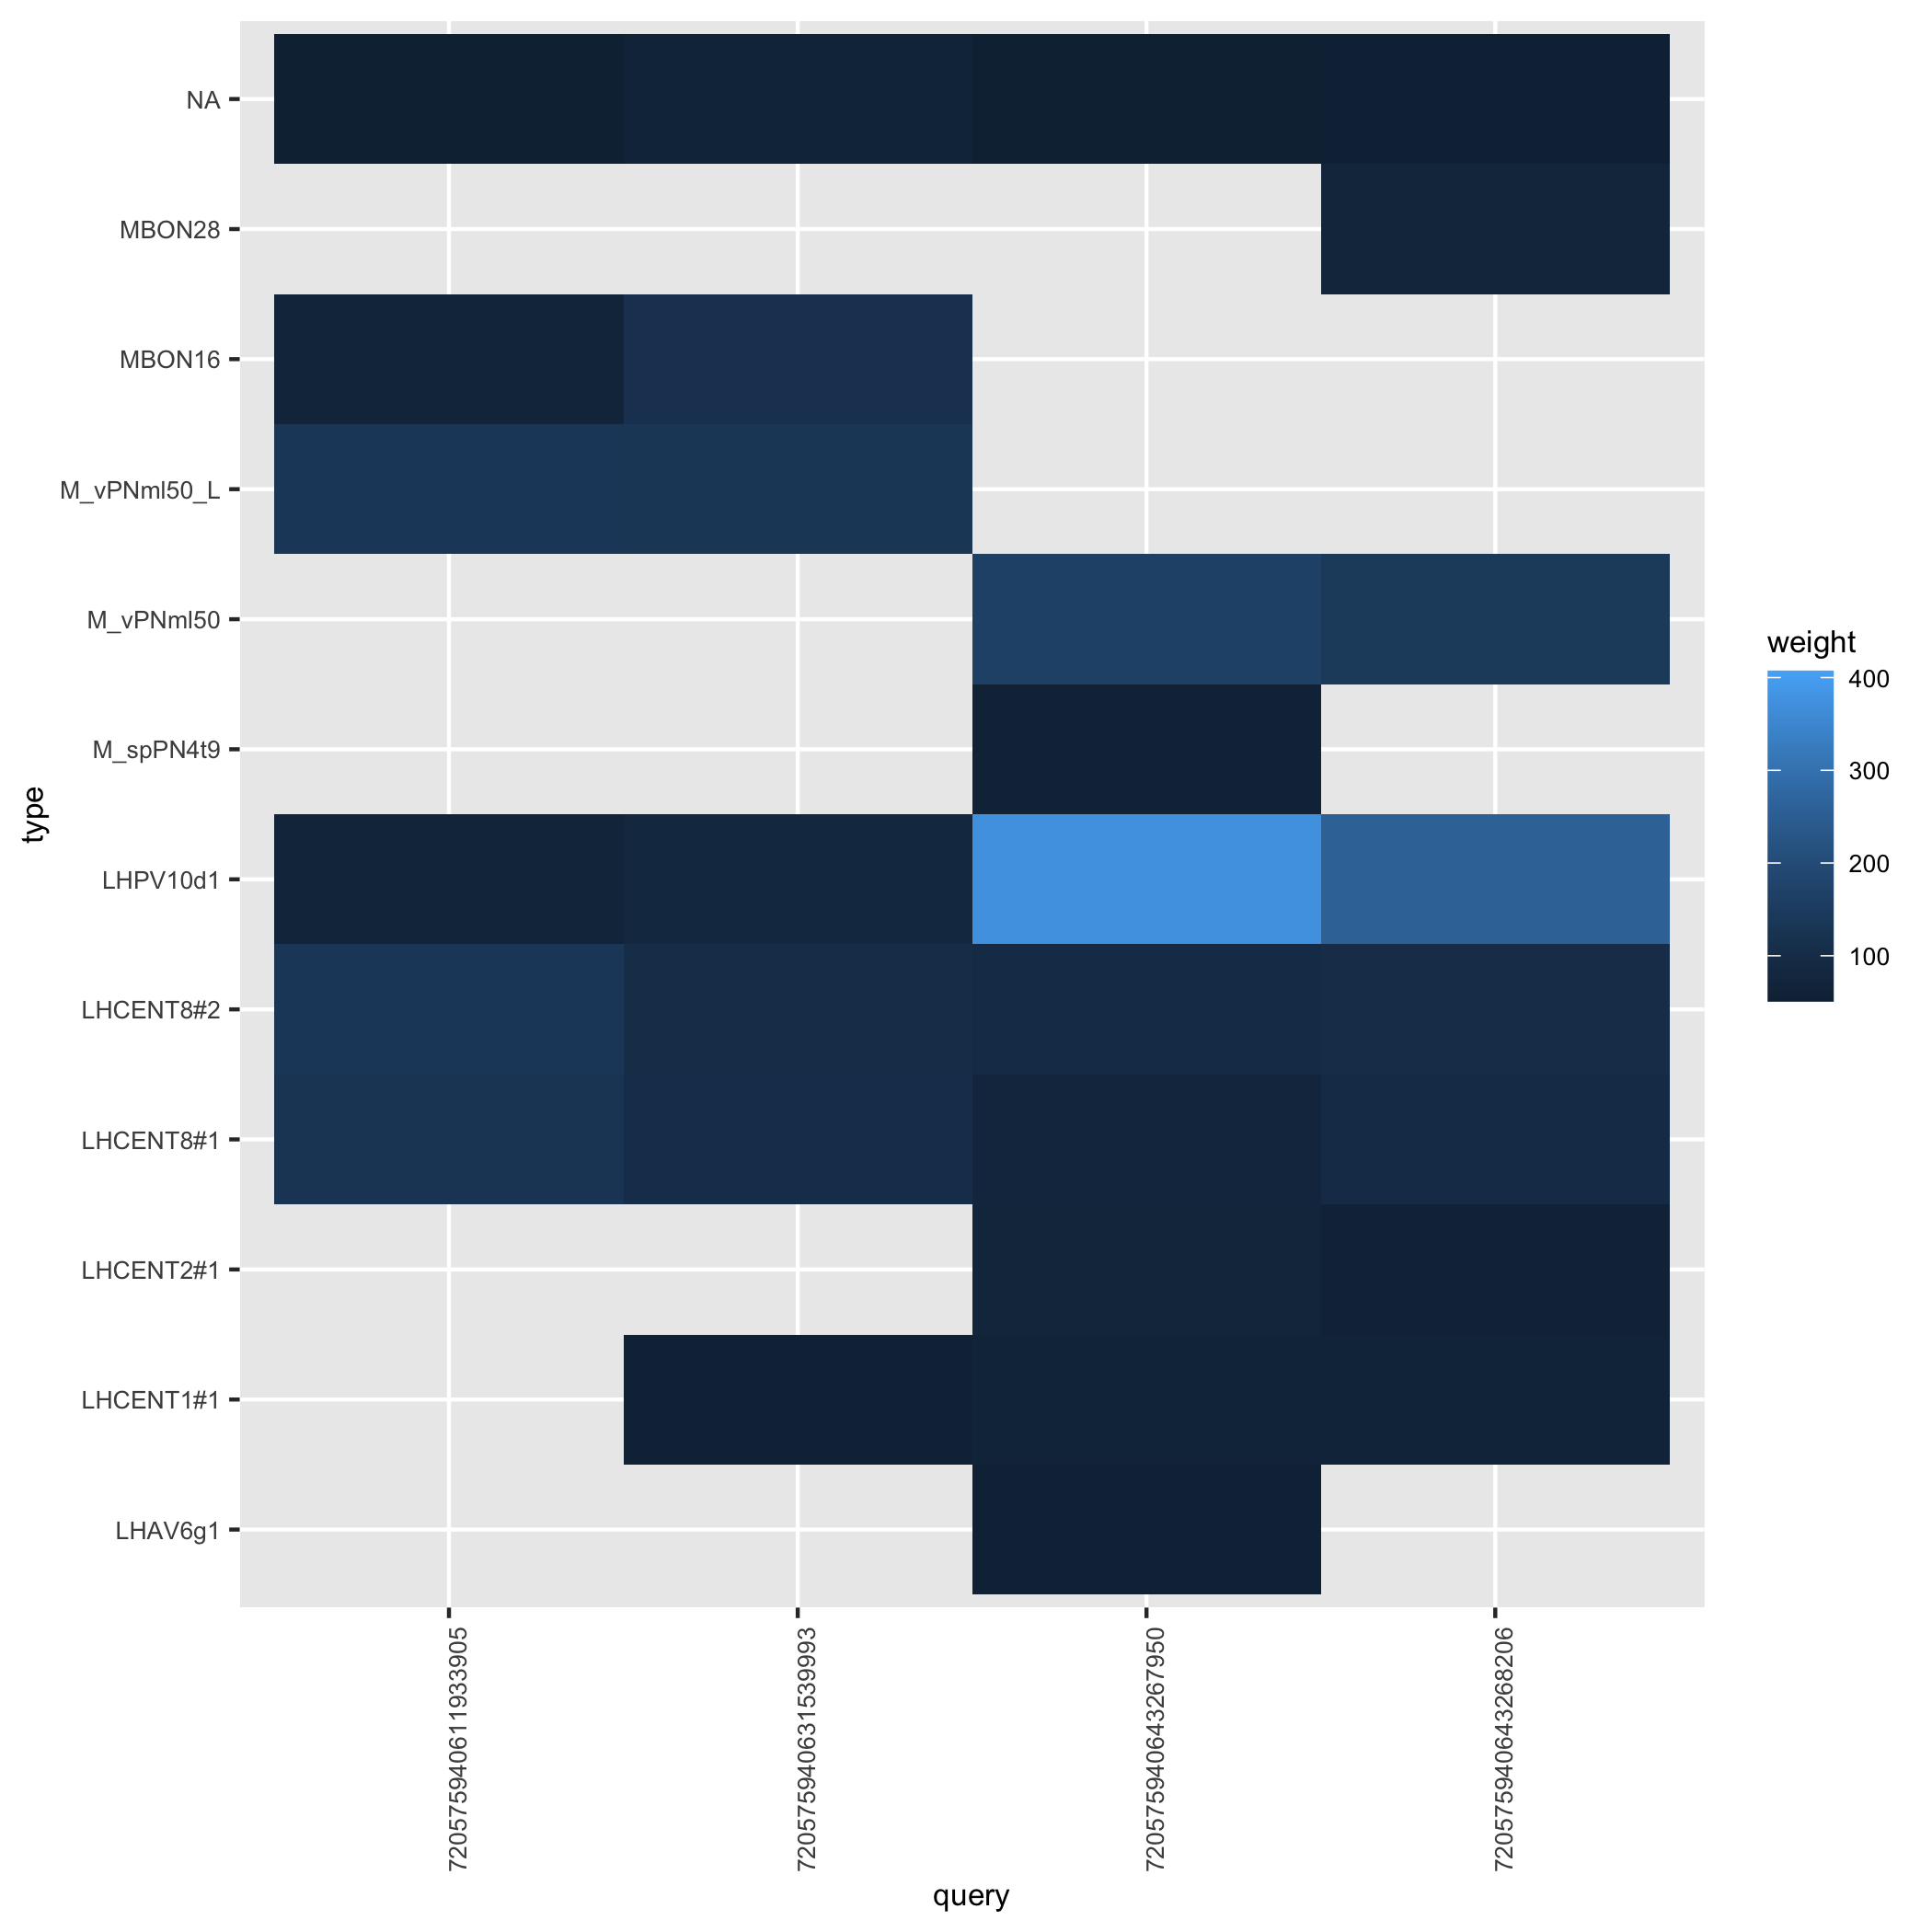 NA
MBON28
MBON16
M_vPNml50_L
M_vPNml50
M_spPN4t9
LHPV10d1
LHCENT8#2
LHCENT8#1
LHCENT2#1
LHCENT1#1
LHAV6g1
type
720575940611933905
720575940631539993
720575940643267950
720575940643268206
query
weight
400
300
200
100